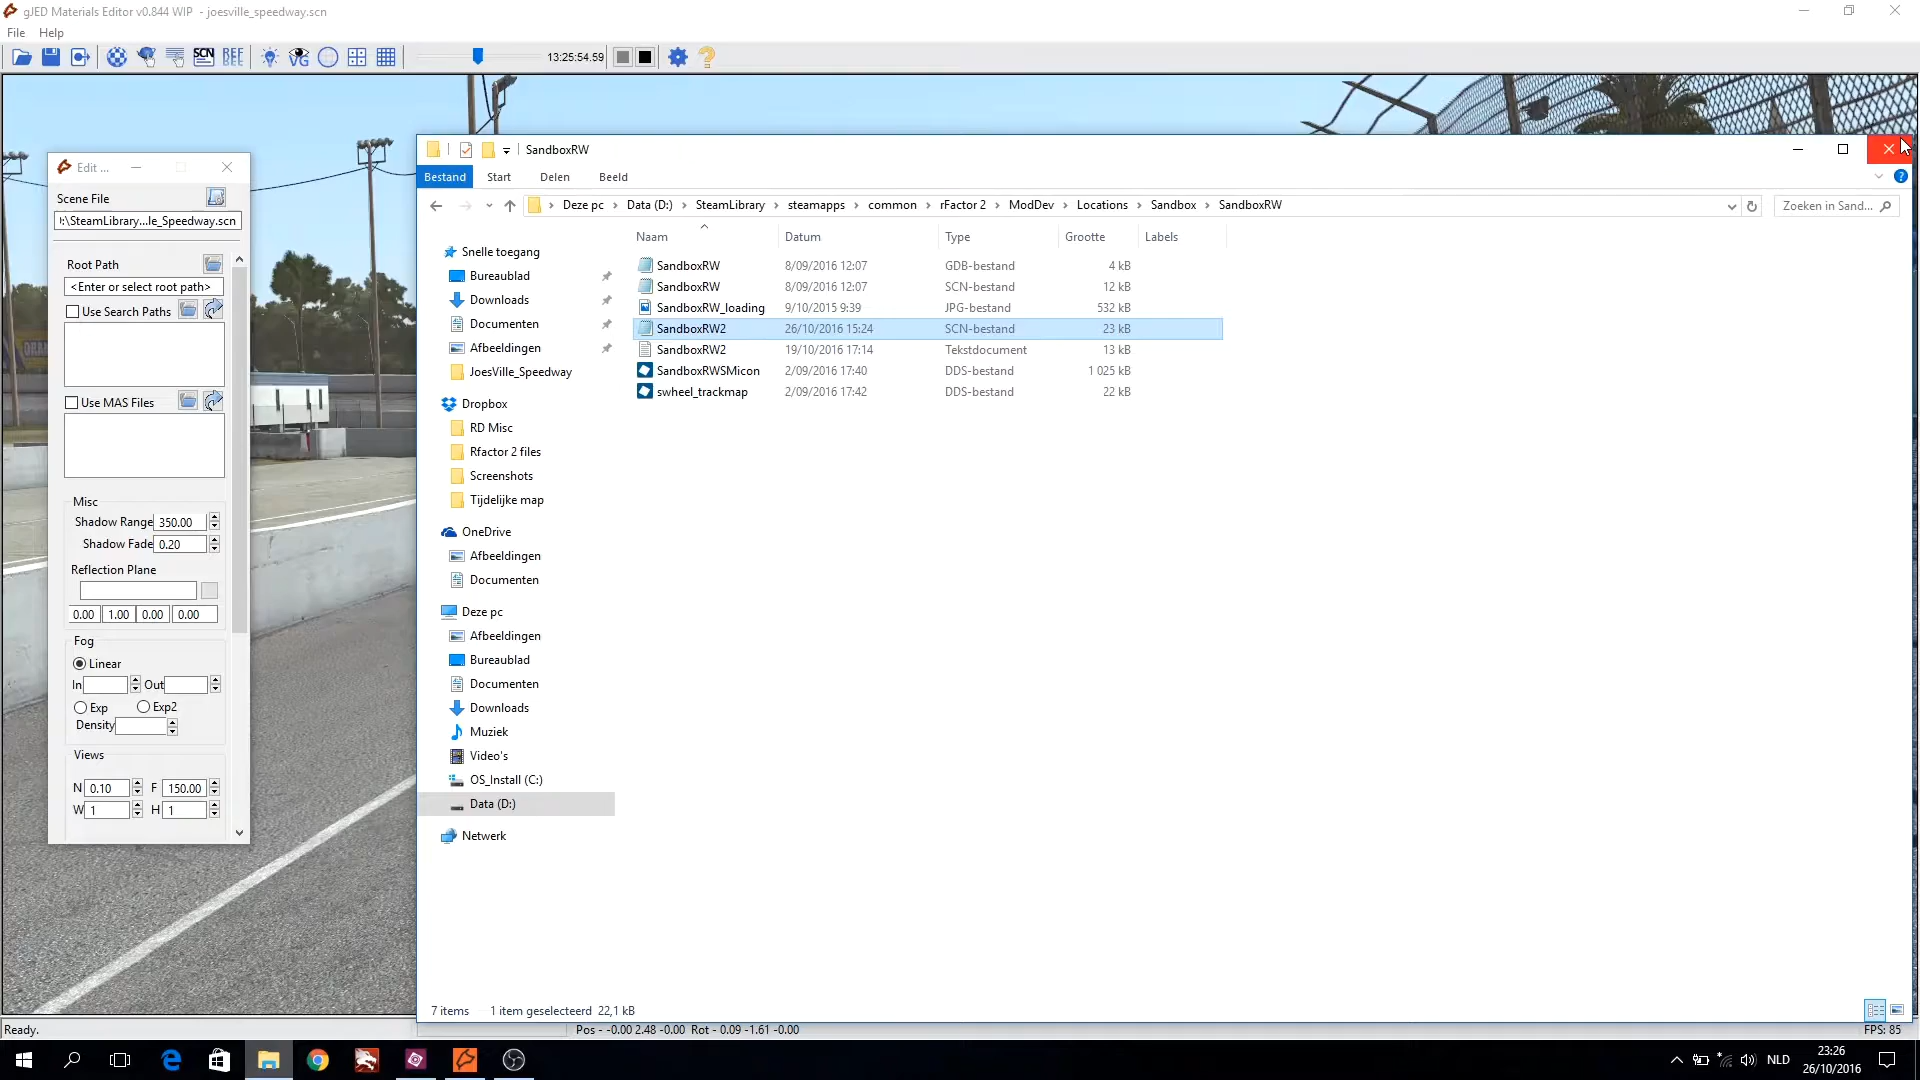 gJED Materials Editor v0.844 WIP - joesville_speedway.scn
File Help
SCN REF VG 13:25:54.59
Edit ...
Scene File
!:\SteamLibrary...le_Speedway.scn
Root Path
<Enter or select root path>
Use Search Paths
Use MAS Files
Misc
Shadow Range 350.00
Shadow Fade 0.20
Reflection Plane
0.00 1.00 0.00 0.00
Fog
Linear
In Out
Exp Exp2
Density
Views
N 0.10 F 150.00
W 1 H 1
SandboxRW
Bestand Start Delen Beeld
Deze pc Data (D:) SteamLibrary steamapps common rFactor 2 ModDev Locations Sandbox SandboxRW
Zoeken in Sand...
Naam Datum Type Grootte Labels
SandboxRW 8/09/2016 12:07 GDB-bestand 4 kB
SandboxRW 8/09/2016 12:07 SCN-bestand 12 kB
SandboxRW_loading 9/10/2015 9:39 JPG-bestand 532 kB
SandboxRW2 26/10/2016 15:24 SCN-bestand 23 kB
SandboxRW2 19/10/2016 17:14 Tekstdocument 13 kB
SandboxRWSMicon 2/09/2016 17:40 DDS-bestand 1 025 kB
swheel_trackmap 2/09/2016 17:42 DDS-bestand 22 kB
Snelle toegang
Bureaublad
Downloads
Documenten
Afbeeldingen
JoesVille_Speedway
Dropbox
RD Misc
Rfactor 2 files
Screenshots
Tijdelijke map
OneDrive
Afbeeldingen
Documenten
Deze pc
Afbeeldingen
Bureaublad
Documenten
Downloads
Muziek
Video's
OS_Install (C:)
Data (D:)
Netwerk
7 items 1 item geselecteerd 22,1 kB
Ready.
Pos - -0.00 2.48 -0.00 Rot - 0.09 -1.61 -0.00
FPS: 85
NLD
23:26
26/10/2016